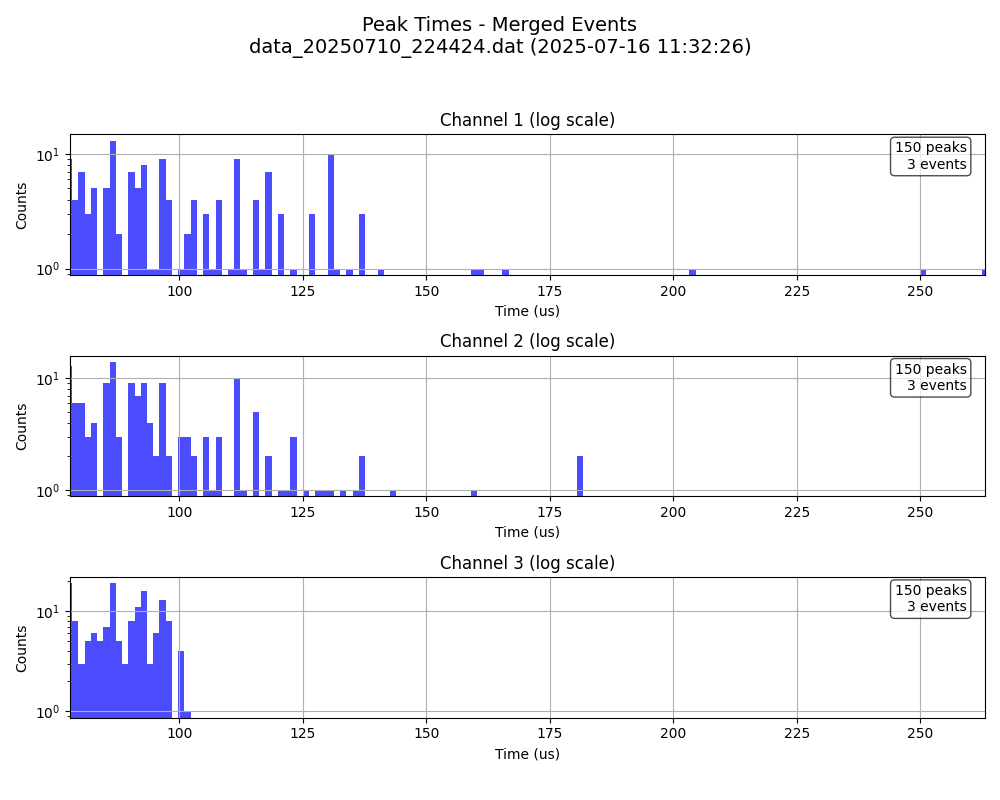 Peak Times - Merged Events
data_20250710_224424.dat (2025-07-16 11:32:26)
Channel 1 (log scale)
150 peaks
3 events
10¹
10⁰
Counts
100 125 150 175 200 225 250
Time (us)
Channel 2 (log scale)
150 peaks
3 events
10¹
10⁰
Counts
100 125 150 175 200 225 250
Time (us)
Channel 3 (log scale)
150 peaks
3 events
10¹
10⁰
Counts
100 125 150 175 200 225 250
Time (us)